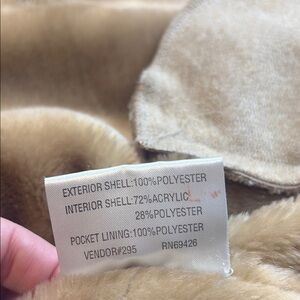 EXTERIOR SHELL:100%POLYESTER
INTERIOR SHELL:72%ACRYLIC
28%POLYESTER
POCKET LINING:100%POLYESTER
VENDOR#295 RN69426